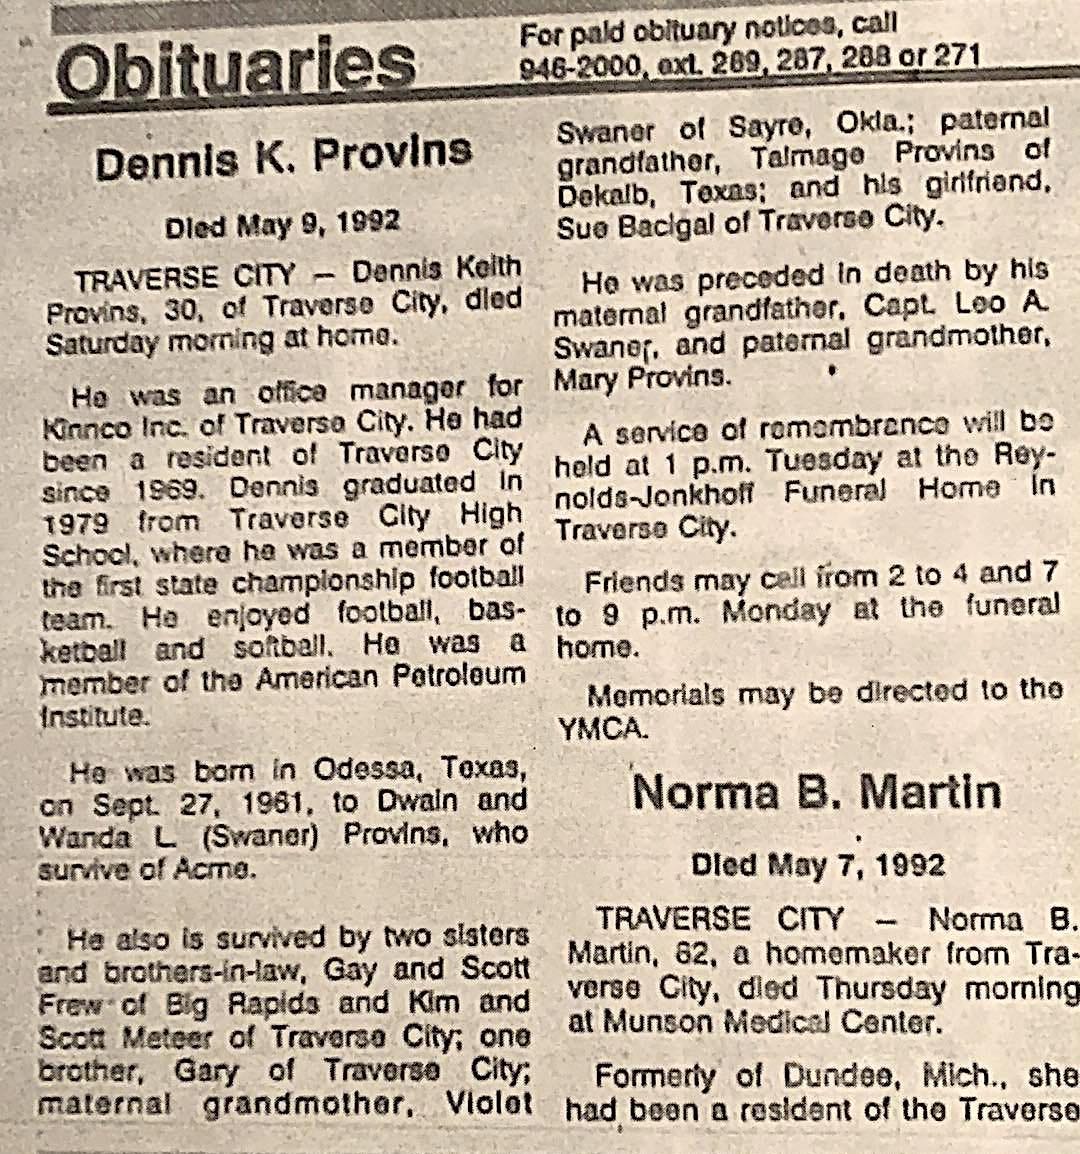 Obituaries
For paid obituary notices, call
946-2000, ext. 289, 287, 288 or 271
Dennis K. Provins
Died May 9, 1992
TRAVERSE CITY — Dennis Keith
Provins, 30, of Traverse City, died
Saturday morning at home.
He was an office manager for
Kinnco Inc. of Traverse City. He had
been a resident of Traverse City
since 1969. Dennis graduated in
1979 from Traverse City High
School, where he was a member of
the first state championship football
team. He enjoyed football, bas-
ketball and softball. He was a
member of the American Petroleum
Institute.
He was born in Odessa, Texas,
on Sept. 27, 1961, to Dwain and
Wanda L. (Swaner) Provins, who
survive of Acme.
He also is survived by two sisters
and brothers-in-law, Gay and Scott
Frew of Big Rapids and Kim and
Scott Meteer of Traverse City; one
brother, Gary of Traverse City;
maternal grandmother, Violet
Swaner of Sayre, Okla.; paternal
grandfather, Talmage Provins of
Dekalb, Texas; and his girlfriend,
Sue Bacigal of Traverse City.
He was preceded in death by his
maternal grandfather, Capt. Leo A.
Swaner, and paternal grandmother,
Mary Provins.
A service of remembrance will be
held at 1 p.m. Tuesday at the Rey-
nolds-Jonkhoff Funeral Home in
Traverse City.
Friends may call from 2 to 4 and 7
to 9 p.m. Monday at the funeral
home.
Memorials may be directed to the
YMCA.
Norma B. Martin
Died May 7, 1992
TRAVERSE CITY — Norma B.
Martin, 82, a homemaker from Tra-
verse City, died Thursday morning
at Munson Medical Center.
Formerly of Dundee, Mich., she
had been a resident of the Traverse